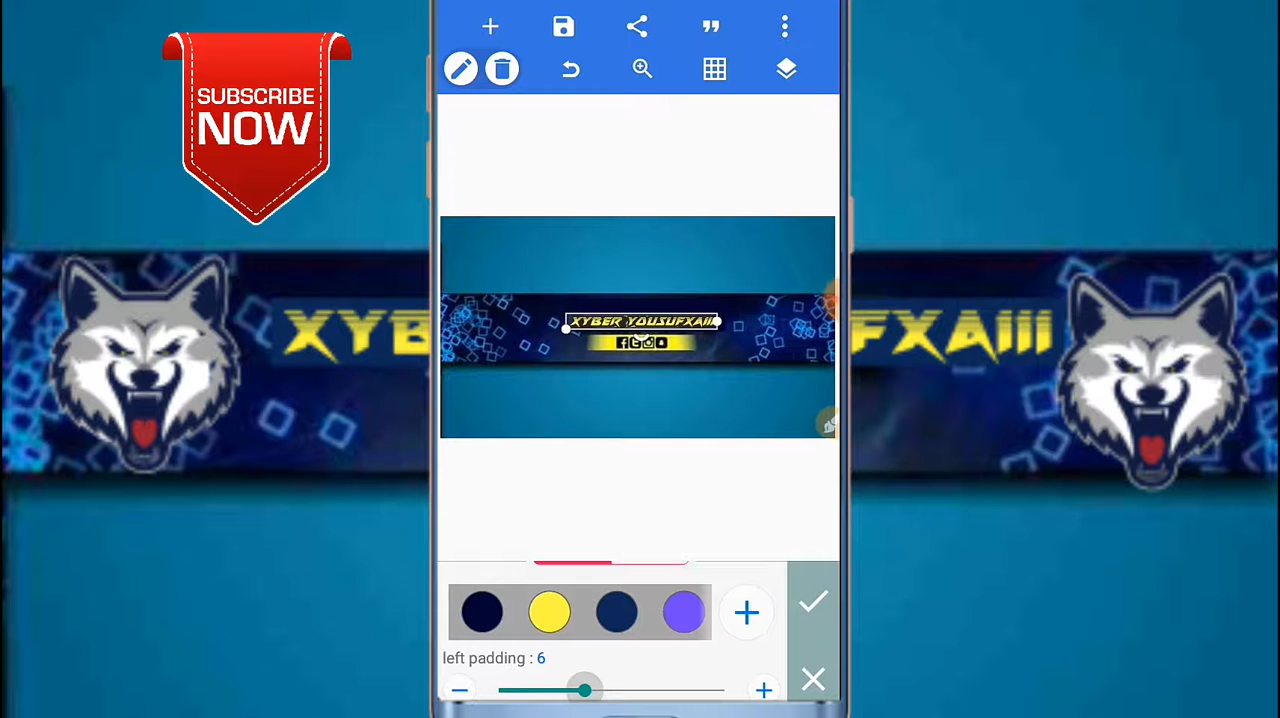 SUBSCRIBE
NOW
XYBER YOUSUFXAIII
XYB
FXAIII
left padding : 6